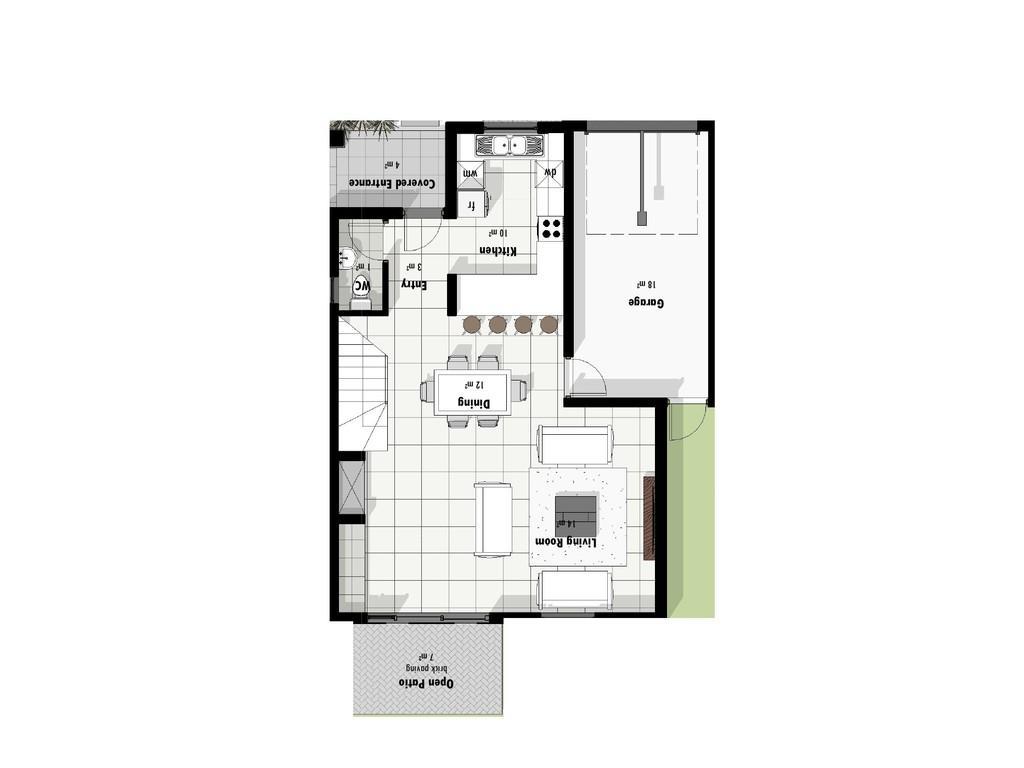 Open Patio
brick paving
7 m²
Living Room
14 m²
Dining
12 m²
Garage
18 m²
Entry
3 m²
WC
1 m²
Kitchen
10 m²
fr
dw
wm
Covered Entrance
4 m²